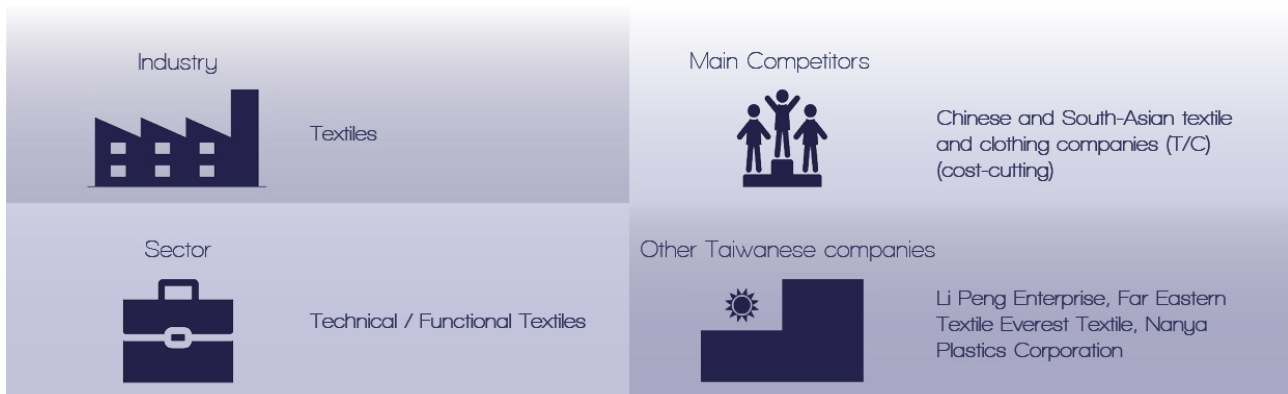 Industry
Textiles
Main Competitors
Chinese and South-Asian textile
and clothing companies (T/C)
(cost-cutting)
Sector
Technical / Functional Textiles
Other Taiwanese companies
Li Peng Enterprise, Far Eastern
Textile Everest Textile, Nanya
Plastics Corporation